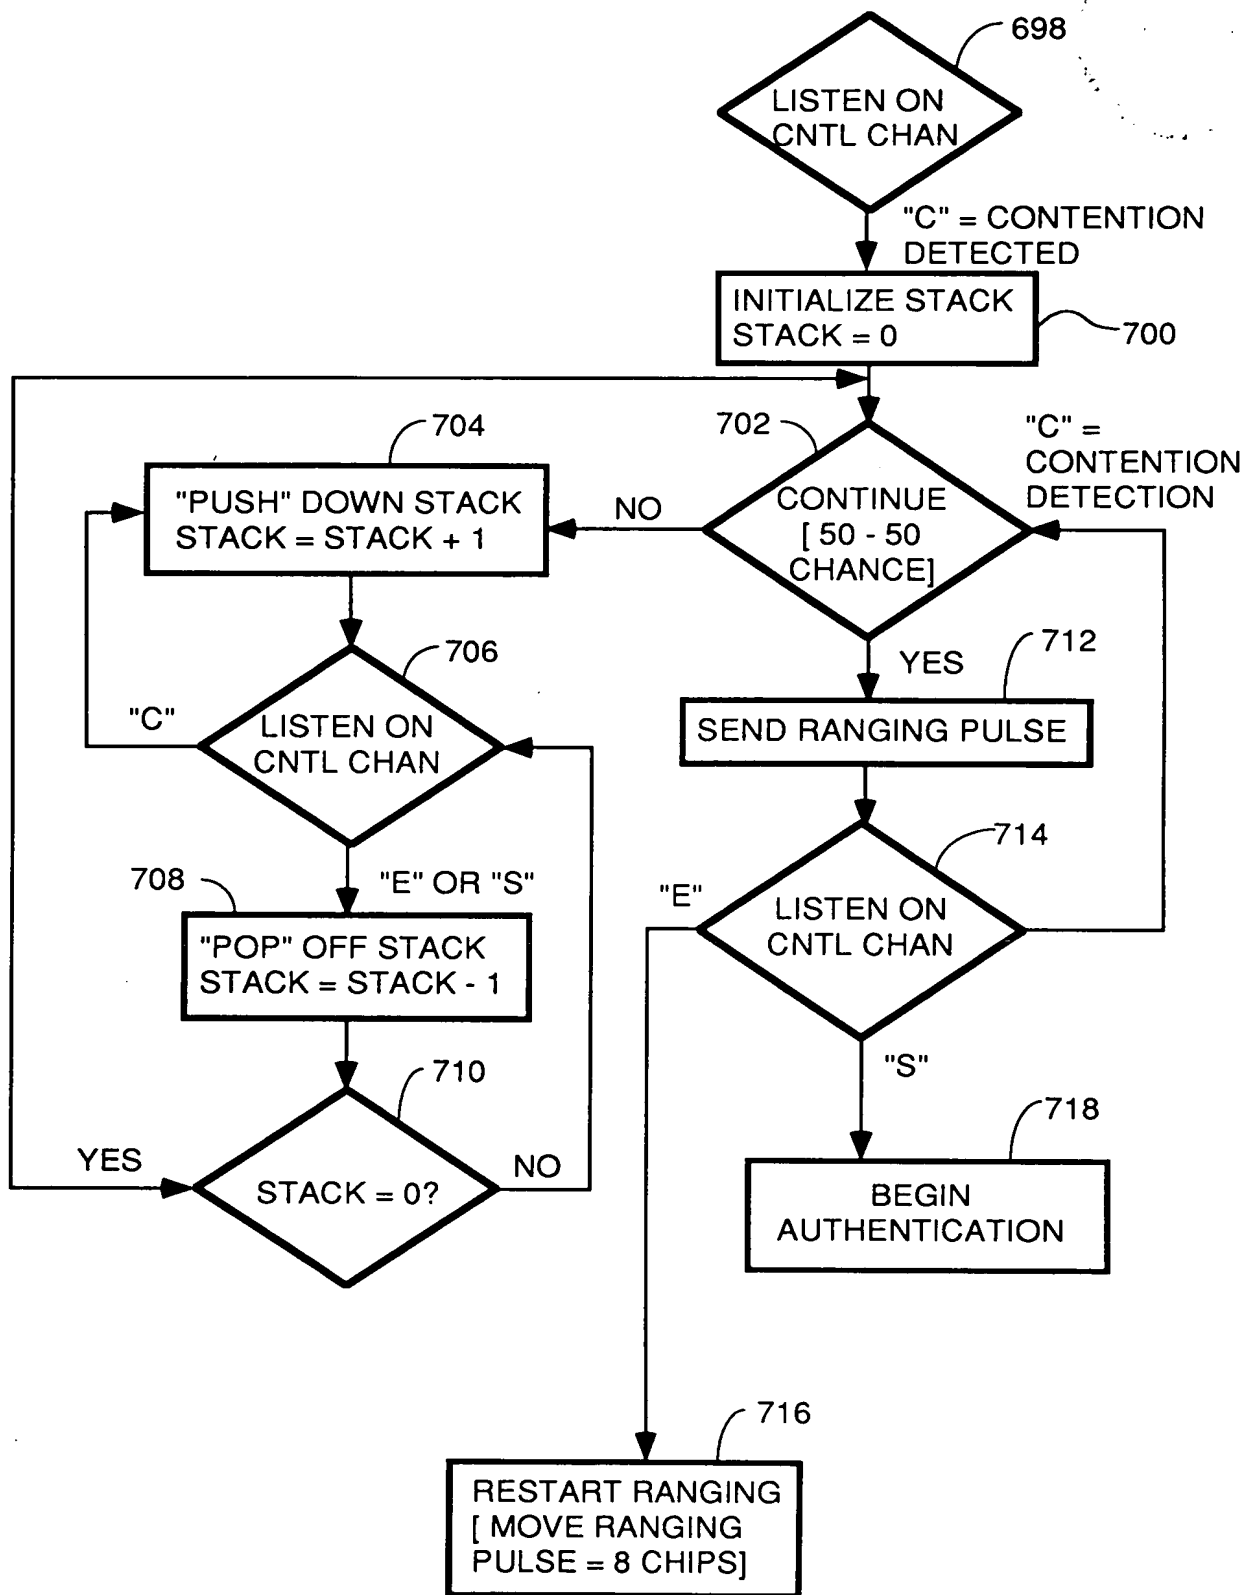 698
LISTEN ON
CNTL CHAN
"C" = CONTENTION
DETECTED
INITIALIZE STACK
STACK = 0
700
702
"C" =
CONTENTION
DETECTION
CONTINUE
[ 50 - 50
CHANCE]
NO
704
"PUSH" DOWN STACK
STACK = STACK + 1
706
"C"
LISTEN ON
CNTL CHAN
YES
712
SEND RANGING PULSE
708
"E" OR "S"
"POP" OFF STACK
STACK = STACK - 1
714
"E"
LISTEN ON
CNTL CHAN
"S"
710
YES
STACK = 0?
NO
718
BEGIN
AUTHENTICATION
716
RESTART RANGING
[ MOVE RANGING
PULSE = 8 CHIPS]